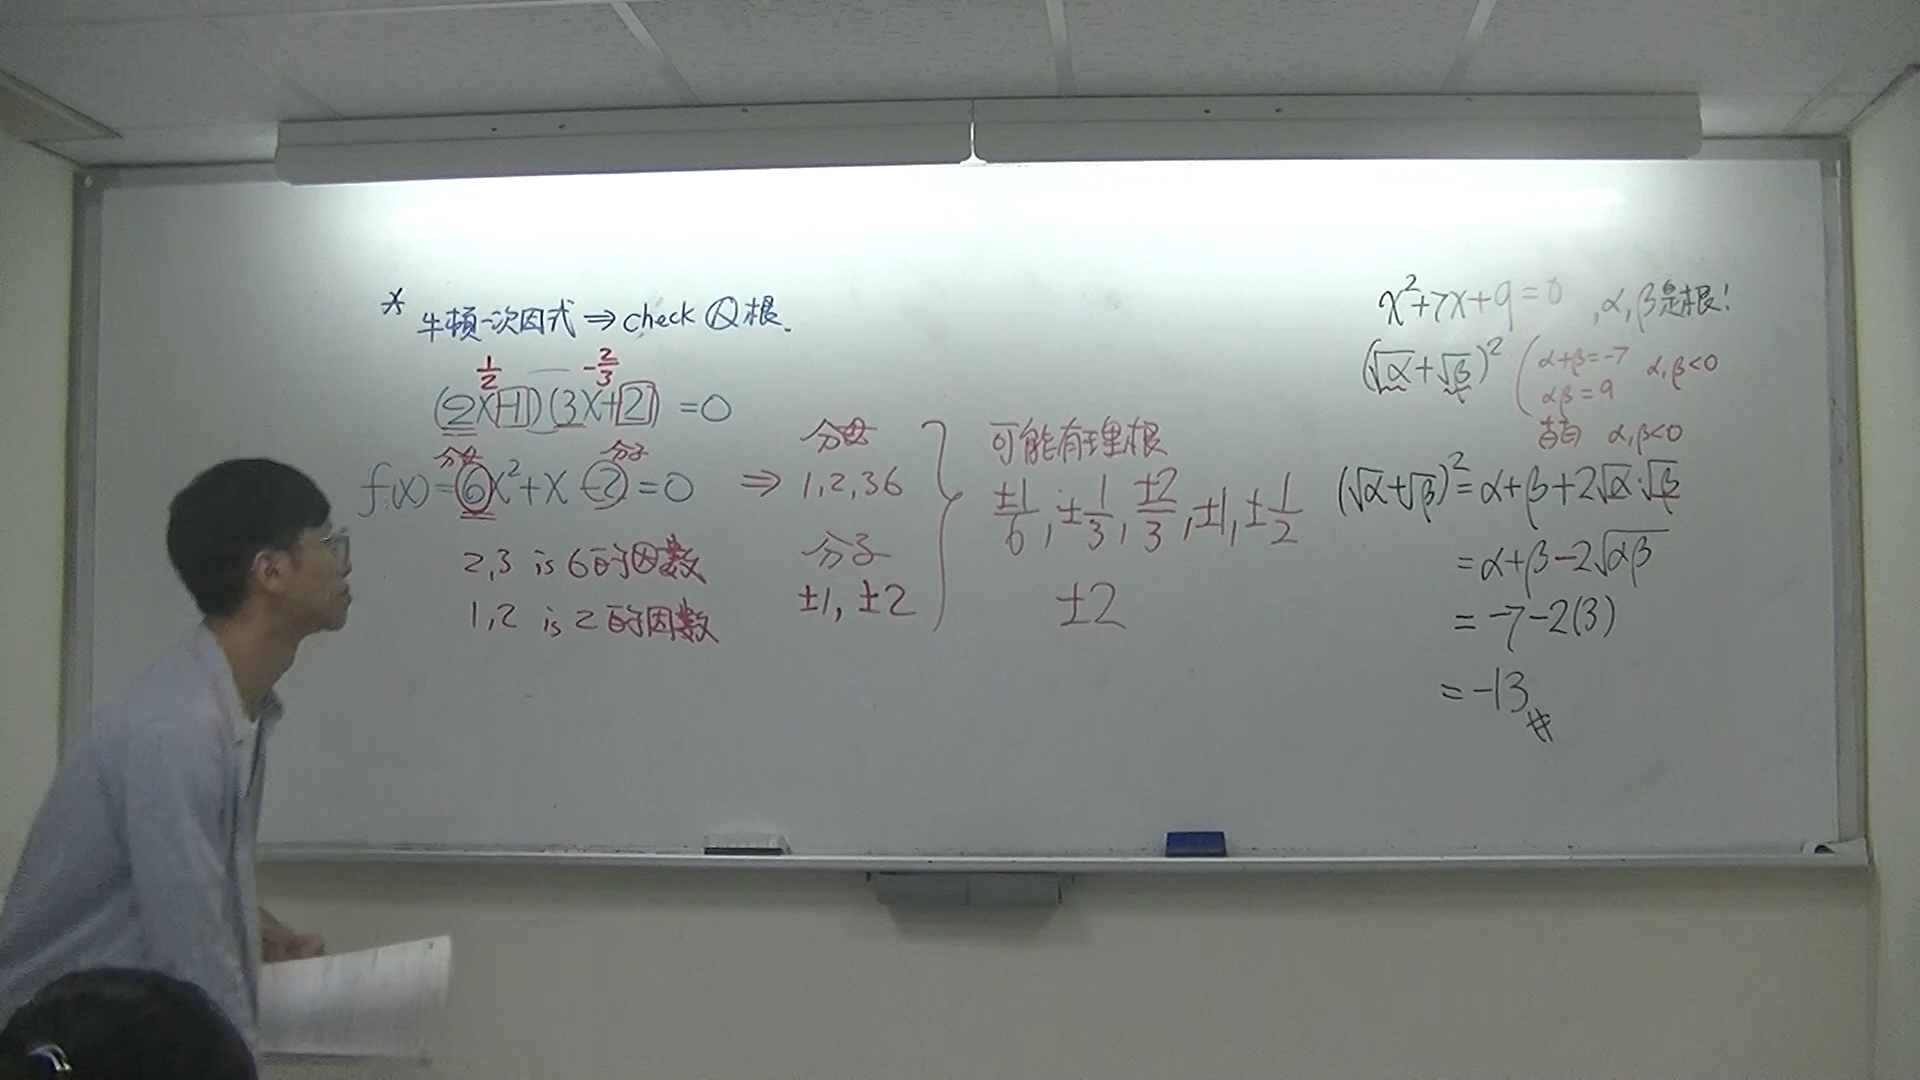 * 牛頓一次因式 ⇒ check Q根.
1/2 -2/3
(2x-1)(3x+2) = 0
分母 分子
f(x) = 6x²+x-2 = 0 ⇒
2,3 is 6的因數
1,2 is 2的因數
分母
1,2,36
分子
±1, ±2
可能有理根
±1/6, ±1/3, ±2/3, ±1, ±1/2
±2
x²+7x+9=0 , α,β是根!
(√α+√β)²
α+β=-7
αβ=9
α,β<0
α,β<0
(√α+√β)² = α+β+2√α·√β
= α+β-2√αβ
= -7-2(3)
= -13 #